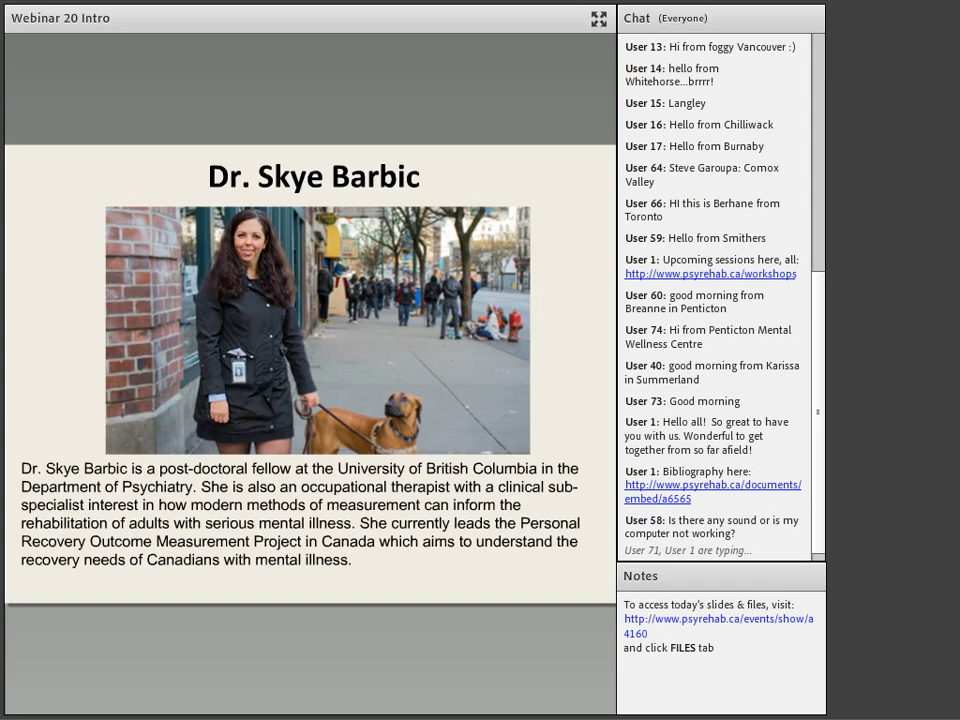 Webinar 20 Intro
Dr. Skye Barbic
Dr. Skye Barbic is a post-doctoral fellow at the University of British Columbia in the
Department of Psychiatry. She is also an occupational therapist with a clinical sub-
specialist interest in how modern methods of measurement can inform the
rehabilitation of adults with serious mental illness. She currently leads the Personal
Recovery Outcome Measurement Project in Canada which aims to understand the
recovery needs of Canadians with mental illness.
Chat (Everyone)
User 13: Hi from foggy Vancouver :)
User 14: hello from
Whitehorse...brrrr!
User 15: Langley
User 16: Hello from Chilliwack
User 17: Hello from Burnaby
User 64: Steve Garoupa: Comox
Valley
User 66: HI this is Berhane from
Toronto
User 59: Hello from Smithers
User 1: Upcoming sessions here, all:
http://www.psyrehab.ca/workshops
User 60: good morning from
Breanne in Penticton
User 74: Hi from Penticton Mental
Wellness Centre
User 40: good morning from Karissa
in Summerland
User 73: Good morning
User 1: Hello all!  So great to have
you with us. Wonderful to get
together from so far afield!
User 1: Bibliography here:
http://www.psyrehab.ca/documents/
embed/a6565
User 58: Is there any sound or is my
computer not working?
User 71, User 1 are typing...
Notes
To access today's slides & files, visit:
http://www.psyrehab.ca/events/show/a
4160
and click FILES tab